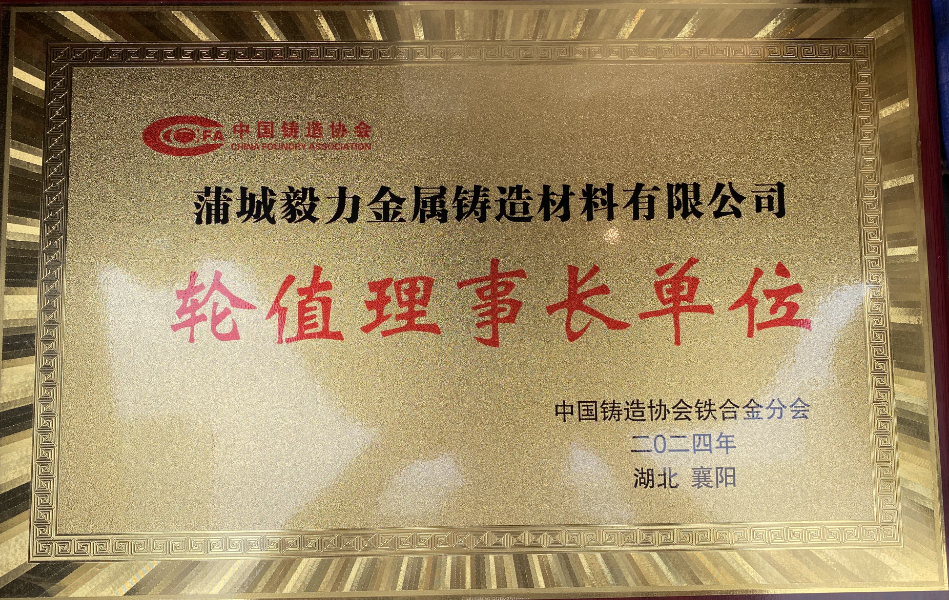 CFA 中国铸造协会
CHINA FOUNDRY ASSOCIATION
蒲城毅力金属铸造材料有限公司
轮值理事长单位
中国铸造协会铁合金分会
二〇二四年
湖北 襄阳